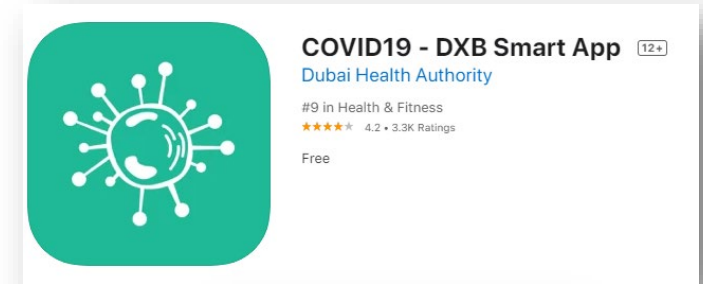 COVID19 - DXB Smart App 12+
Dubai Health Authority
#9 in Health & Fitness
★★★★★ 4.2 • 3.3K Ratings
Free